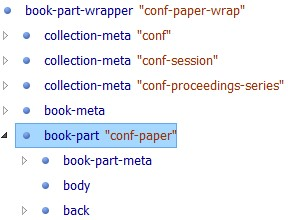 book-part-wrapper "conf-paper-wrap"
collection-meta "conf"
collection-meta "conf-session"
collection-meta "conf-proceedings-series"
book-meta
book-part "conf-paper"
book-part-meta
body
back